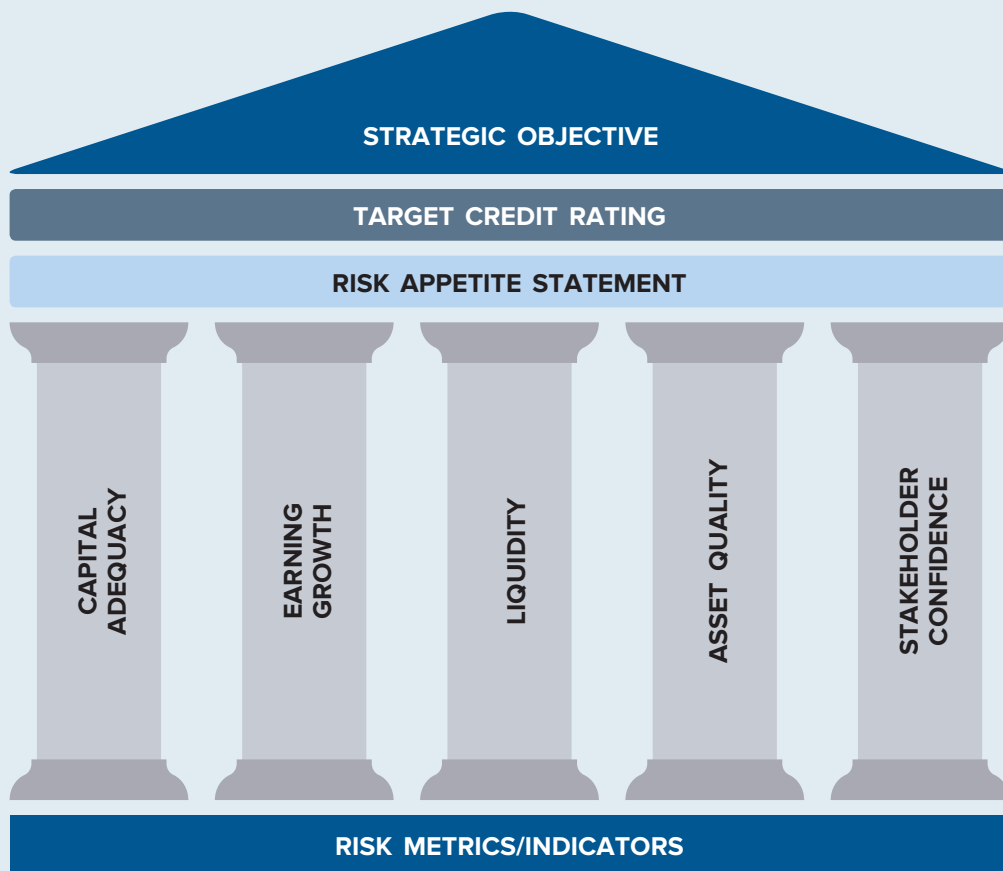 STRATEGIC OBJECTIVE
TARGET CREDIT RATING
RISK APPETITE STATEMENT
CAPITAL
ADEQUACY
EARNING
GROWTH
LIQUIDITY
ASSET QUALITY
STAKEHOLDER
CONFIDENCE
RISK METRICS/INDICATORS